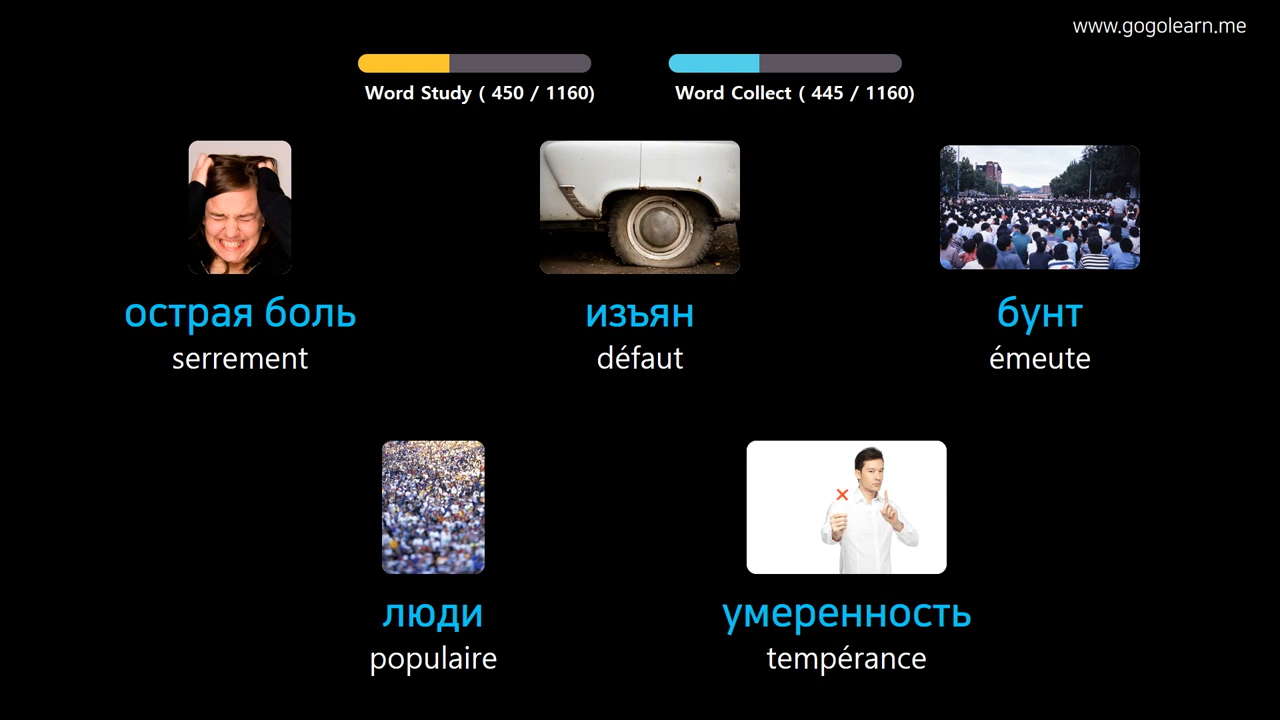 www.gogolearn.me
Word Study ( 450 / 1160)
Word Collect ( 445 / 1160)
острая боль
serrement
изъян
défaut
бунт
émeute
люди
populaire
умеренность
tempérance